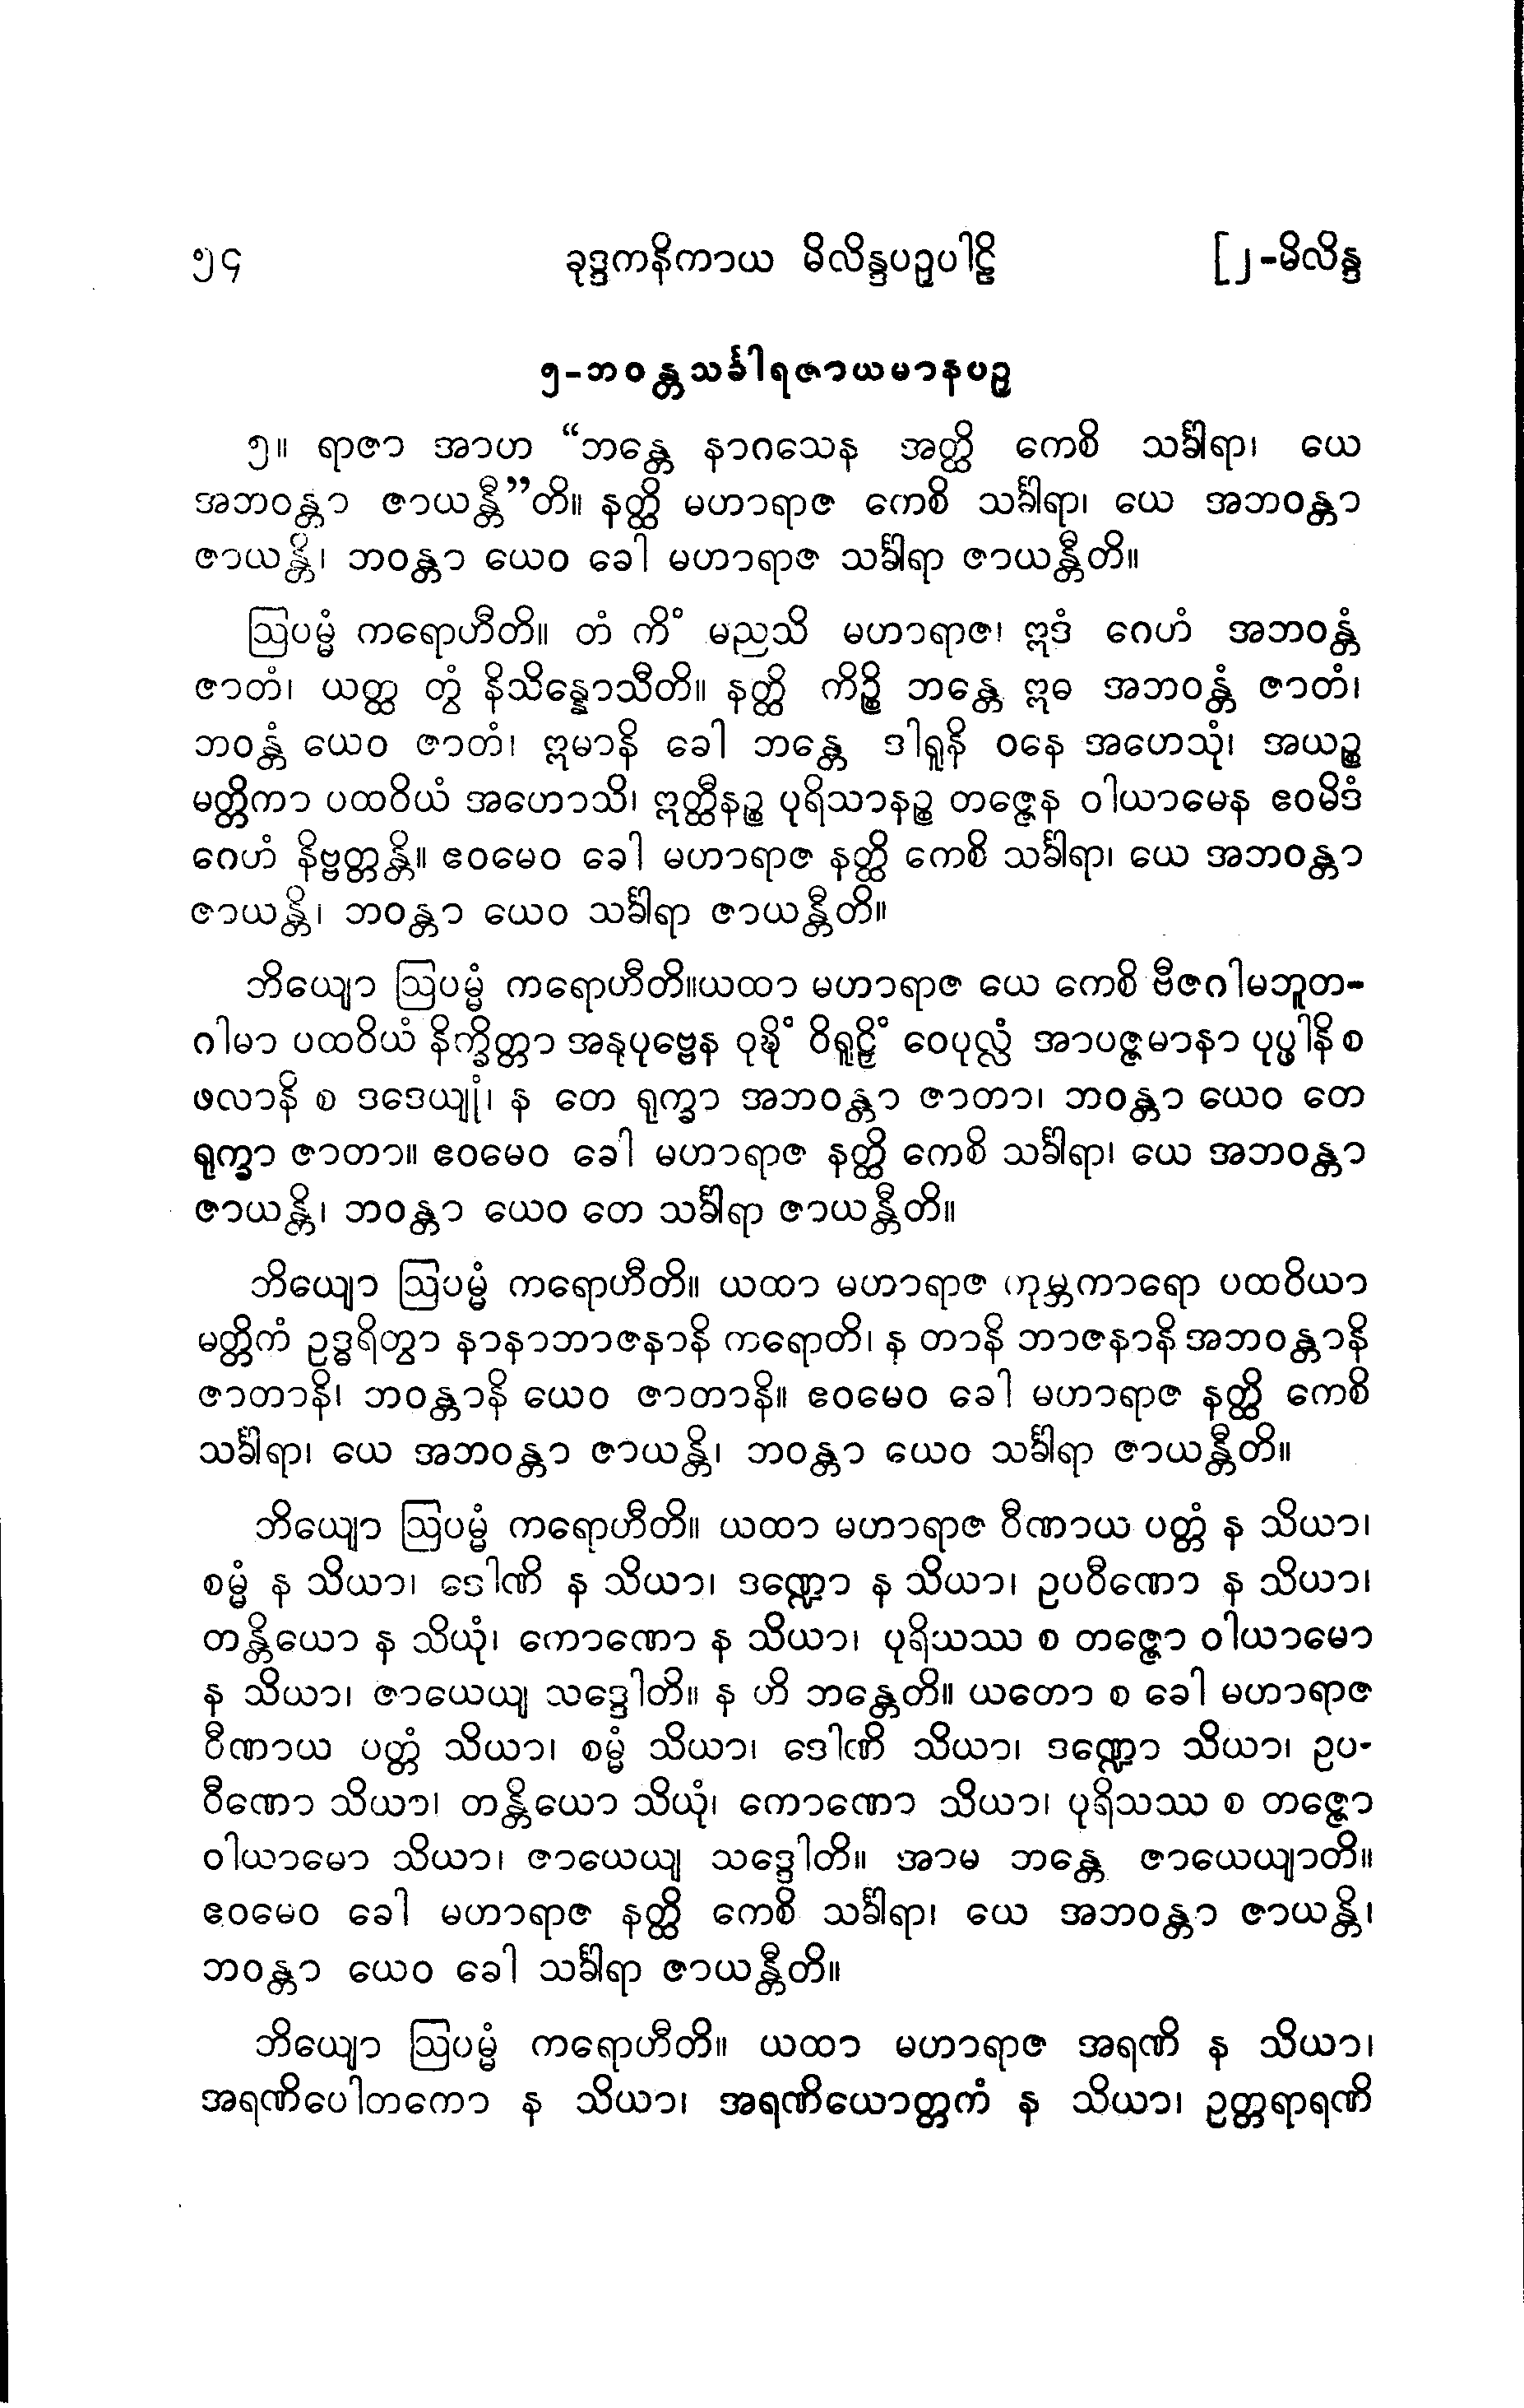 ၅၄ ခုဒ္ဒကနိကာယ မိလိန္ဒပဉှပါဠိ [၂-မိလိန္ဒ
၅-ဘဝန္တသင်္ခါရဇာယမာနပဉှ
၅။ ရာဇာ အာဟ “ဘန္တေ နာဂသေန အတ္ထိ ကေစိ သင်္ခါရာ၊ ယေ
အဘဝန္တာ ဇာယန္တီ”တိ။ နတ္ထိ မဟာရာဇ ကေစိ သင်္ခါရာ၊ ယေ အဘဝန္တာ
ဇာယန္တိ၊ ဘဝန္တာ ယေဝ ခေါ မဟာရာဇ သင်္ခါရာ ဇာယန္တီတိ။
ဩပမ္မံ ကရောဟီတိ။ တံ ကိံ မညသိ မဟာရာဇ၊ ဣဒံ ဂေဟံ အဘဝန္တံ
ဇာတံ၊ ယတ္ထ တွံ နိသိန္နောသီတိ။ နတ္ထိ ကိဉ္စိ ဘန္တေ ဣဓ အဘဝန္တံ ဇာတံ၊
ဘဝန္တံ ယေဝ ဇာတံ၊ ဣမာနိ ခေါ ဘန္တေ ဒါရူနိ ဝနေ အဟေသုံ၊ အယဉ္စ
မတ္တိကာ ပထဝိယံ အဟောသိ၊ ဣတ္ထီနဉ္စ ပုရိသာနဉ္စ တဇ္ဇေန ဝါယာမေန ဧဝမိဒံ
ဂေဟံ နိဗ္ဗတ္တန္တိ။ ဧဝမေဝ ခေါ မဟာရာဇ နတ္ထိ ကေစိ သင်္ခါရာ၊ ယေ အဘဝန္တာ
ဇာယန္တိ၊ ဘဝန္တာ ယေဝ သင်္ခါရာ ဇာယန္တီတိ။
ဘိယျော ဩပမ္မံ ကရောဟီတိ။ယထာ မဟာရာဇ ယေ ကေစိ ဗီဇဂါမဘူတ-
ဂါမာ ပထဝိယံ နိက္ခိတ္တာ အနုပုဗ္ဗေန ဝုဍ္ဎိံ ဝိရူဠှိံ ဝေပုလ္လံ အာပဇ္ဇမာနာ ပုပ္ဖါနိ စ
ဖလာနိ စ ဒဒေယျုံ၊ န တေ ရုက္ခာ အဘဝန္တာ ဇာတာ၊ ဘဝန္တာ ယေဝ တေ
ရုက္ခာ ဇာတာ။ ဧဝမေဝ ခေါ မဟာရာဇ နတ္ထိ ကေစိ သင်္ခါရာ၊ ယေ အဘဝန္တာ
ဇာယန္တိ၊ ဘဝန္တာ ယေဝ တေ သင်္ခါရာ ဇာယန္တီတိ။
ဘိယျော ဩပမ္မံ ကရောဟီတိ။ ယထာ မဟာရာဇ ကုမ္ဘကာရော ပထဝိယာ
မတ္တိကံ ဥဒ္ဓရိတွာ နာနာဘာဇနာနိ ကရောတိ၊ န တာနိ ဘာဇနာနိ အဘဝန္တာနိ
ဇာတာနိ၊ ဘဝန္တာနိ ယေဝ ဇာတာနိ။ ဧဝမေဝ ခေါ မဟာရာဇ နတ္ထိ ကေစိ
သင်္ခါရာ၊ ယေ အဘဝန္တာ ဇာယန္တိ၊ ဘဝန္တာ ယေဝ သင်္ခါရာ ဇာယန္တီတိ။
ဘိယျော ဩပမ္မံ ကရောဟီတိ။ ယထာ မဟာရာဇ ဝီဏာယ ပတ္တံ န သိယာ၊
စမ္မံ န သိယာ၊ ဒေါဏိ န သိယာ၊ ဒဏ္ဍော န သိယာ၊ ဥပဝီဏော န သိယာ၊
တန္တိယော န သိယုံ၊ ကောဏော န သိယာ၊ ပုရိသဿ စ တဇ္ဇော ဝါယာမော
န သိယာ၊ ဇာယေယျ သဒ္ဒေါတိ။ န ဟိ ဘန္တေတိ။ ယတော စ ခေါ မဟာရာဇ
ဝီဏာယ ပတ္တံ သိယာ၊ စမ္မံ သိယာ၊ ဒေါဏိ သိယာ၊ ဒဏ္ဍော သိယာ၊ ဥပ-
ဝီဏော သိယာ၊ တန္တိယော သိယုံ၊ ကောဏော သိယာ၊ ပုရိသဿ စ တဇ္ဇော
ဝါယာမော သိယာ၊ ဇာယေယျ သဒ္ဒေါတိ။ အာမ ဘန္တေ ဇာယေယျာတိ။
ဧဝမေဝ ခေါ မဟာရာဇ နတ္ထိ ကေစိ သင်္ခါရာ၊ ယေ အဘဝန္တာ ဇာယန္တိ၊
ဘဝန္တာ ယေဝ ခေါ သင်္ခါရာ ဇာယန္တီတိ။
ဘိယျော ဩပမ္မံ ကရောဟီတိ။ ယထာ မဟာရာဇ အရဏိ န သိယာ၊
အရဏိပေါတကော န သိယာ၊ အရဏိယောတ္တကံ န သိယာ၊ ဥတ္တရာရဏိ